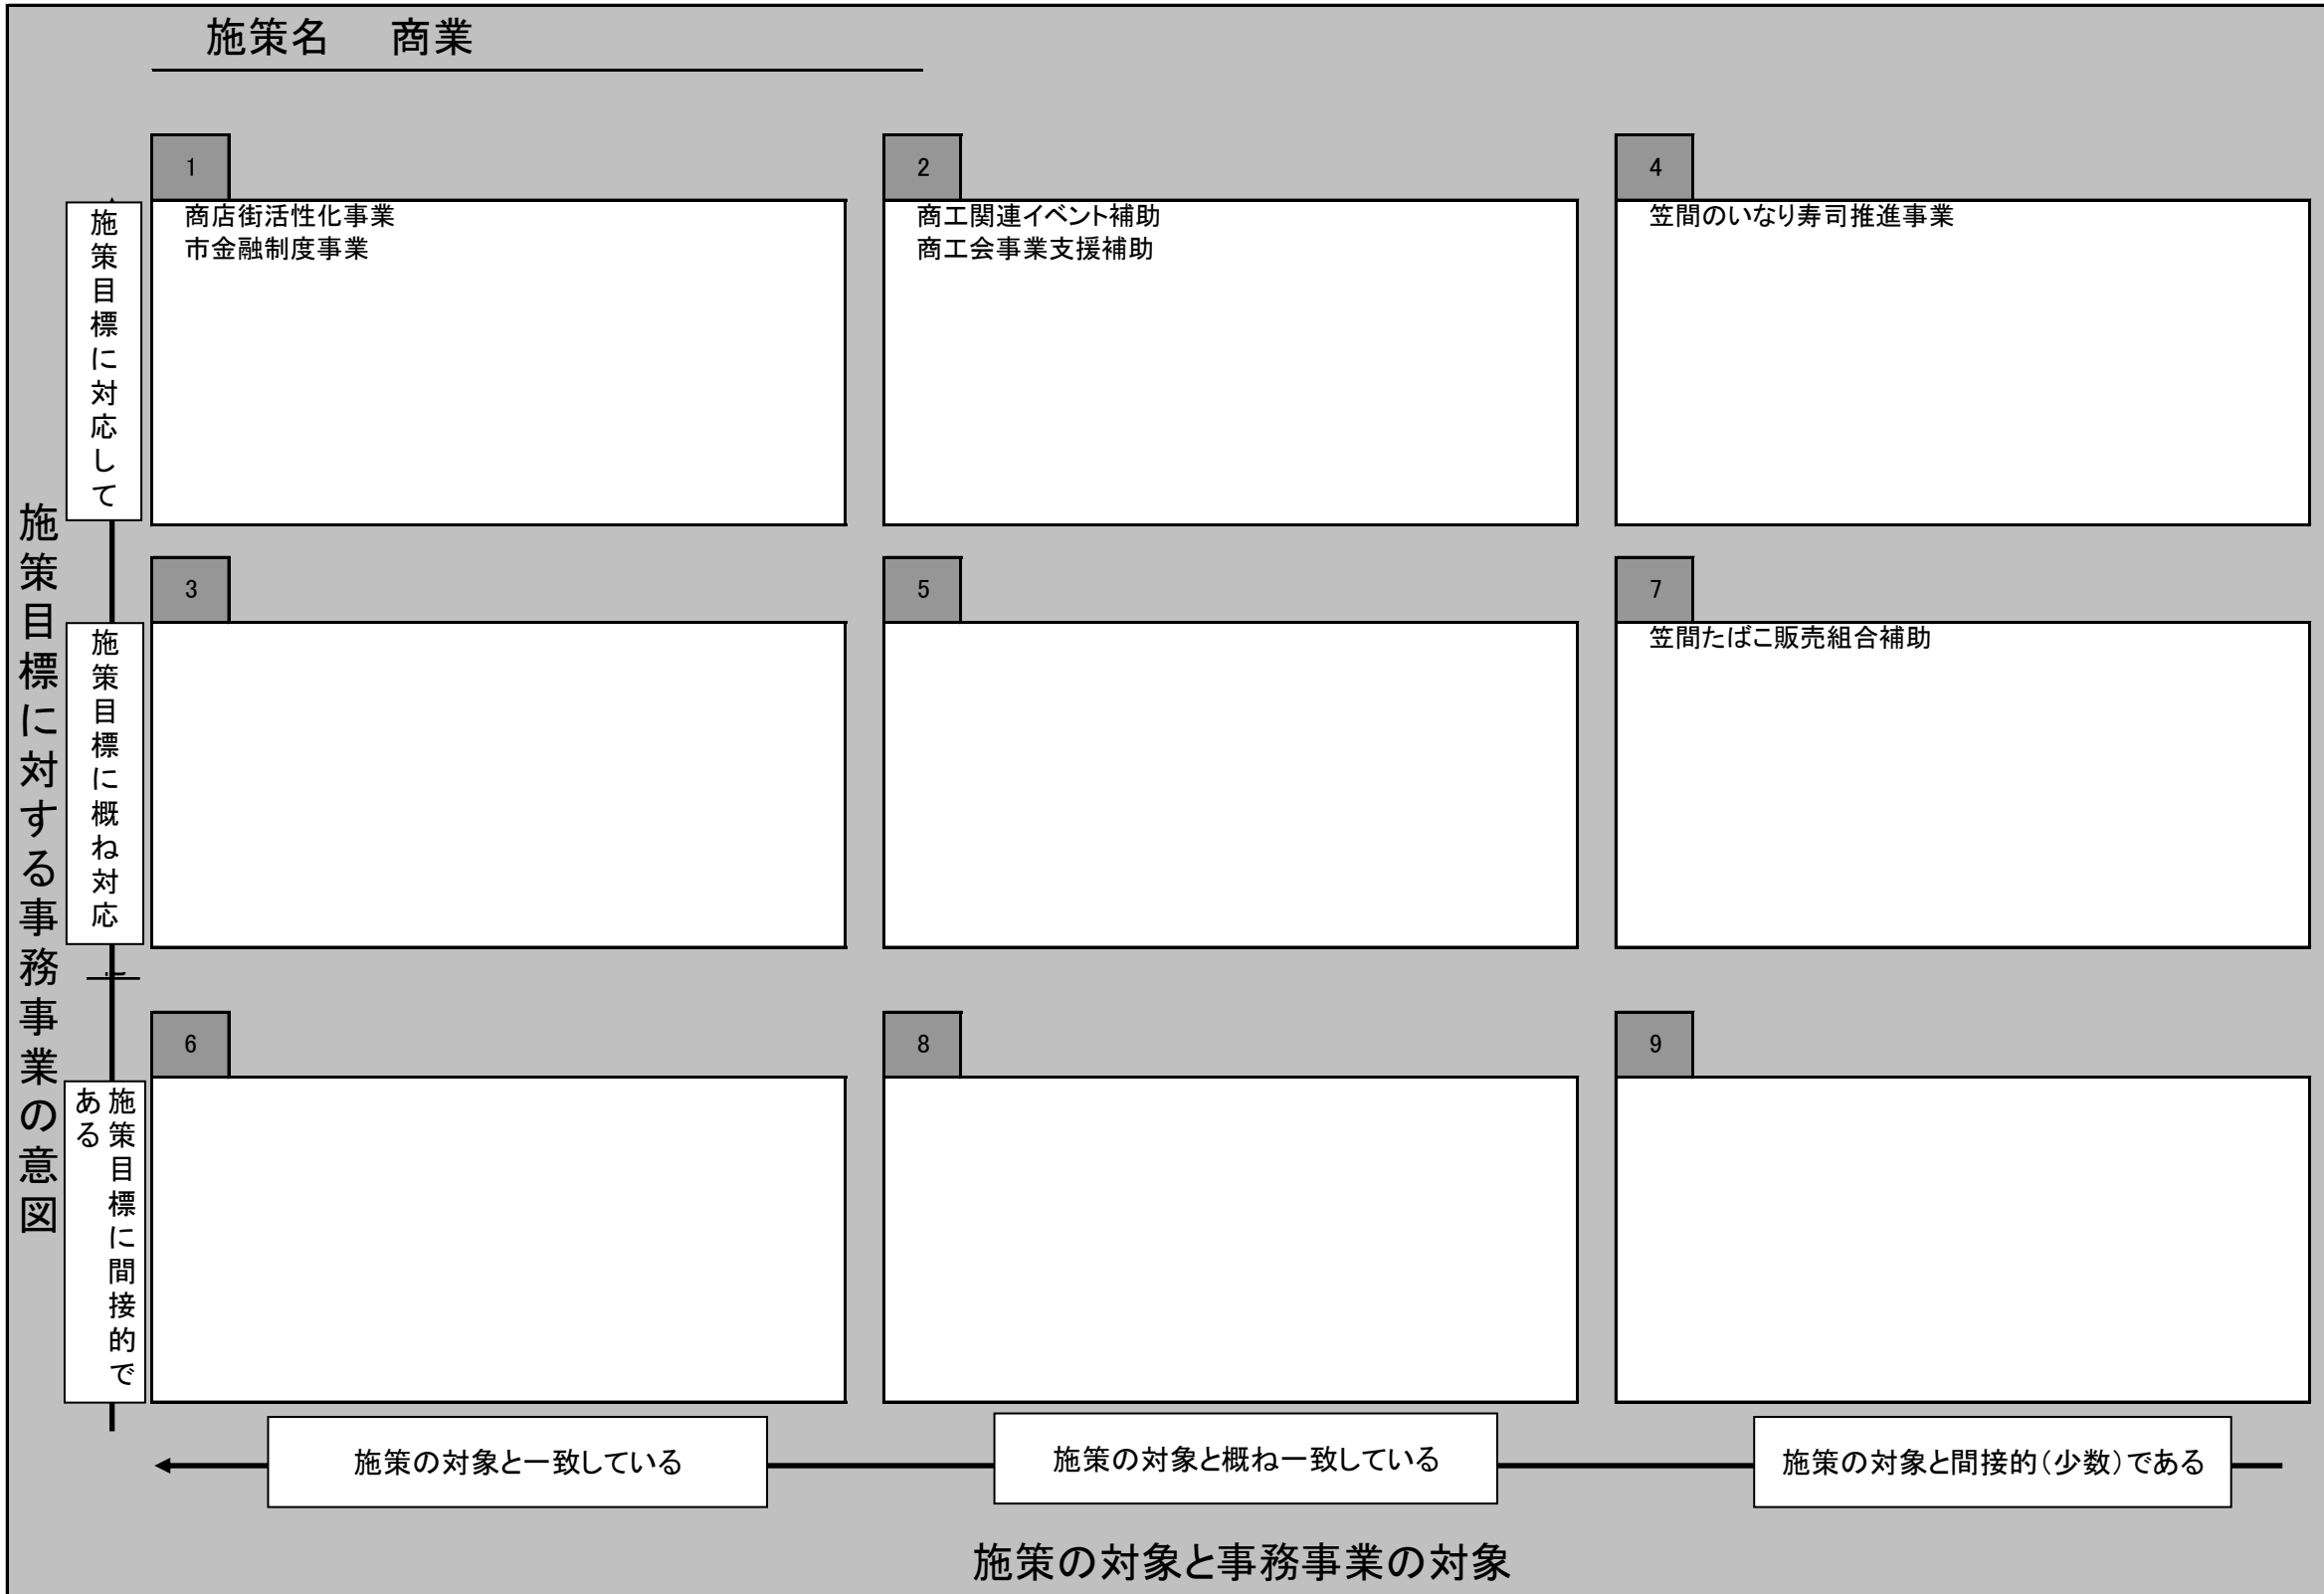 施策名　商業
1
商店街活性化事業
市金融制度事業
2
商工関連イベント補助
商工会事業支援補助
4
笠間のいなり寿司推進事業
施策目標に対応して
3
5
7
笠間たばこ販売組合補助
施策目標に概ね対応
6
8
9
施策目標に間接的で
ある
施策目標に対する事務事業の意図
施策の対象と一致している
施策の対象と概ね一致している
施策の対象と間接的（少数）である
施策の対象と事務事業の対象